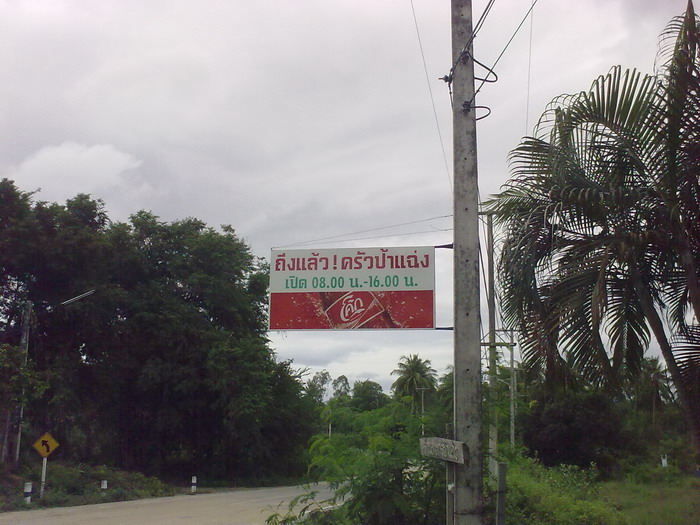 ถึงแล้ว! ครัวป้าแฉ่ง
เปิด 08.00 น.-16.00 น.
โค้ก